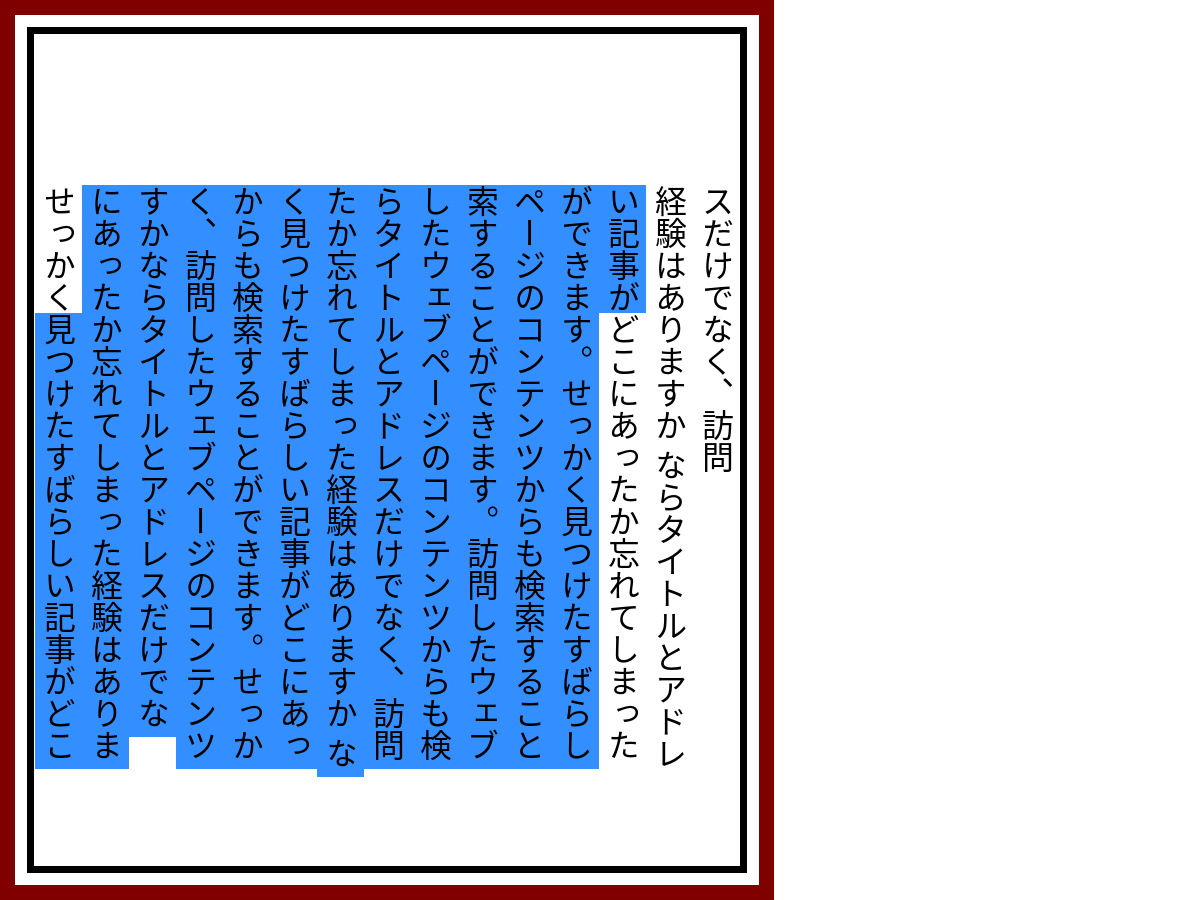 せっかく見つけたすばらしい記事がどこ
にあったか忘れてしまった経験はありま
すかならタイトルとアドレスだけでな
く、訪問したウェブページのコンテンツ
からも検索することができます。せっか
く見つけたすばらしい記事がどこにあっ
たか忘れてしまった経験はありますか な
らタイトルとアドレスだけでなく、訪問
したウェブページのコンテンツからも検
索することができます。訪問したウェブ
ページのコンテンツからも検索すること
ができます。せっかく見つけたすばらし
い記事がどこにあったか忘れてしまった
経験はありますか ならタイトルとアドレ
スだけでなく、訪問